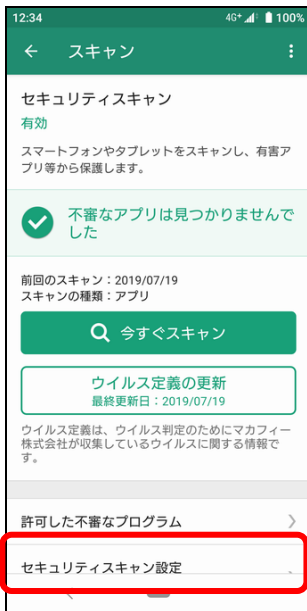 12:34 4G+ 100%
スキャン
セキュリティスキャン
有効
スマートフォンやタブレットをスキャンし、有害ア
プリ等から保護します。
不審なアプリは見つかりませんで
した
前回のスキャン：2019/07/19
スキャンの種類：アプリ
今すぐスキャン
ウイルス定義の更新
最終更新日：2019/07/19
ウイルス定義は、ウイルス判定のためにマカフィー
株式会社が収集しているウイルスに関する情報で
す。
許可した不審なプログラム
セキュリティスキャン設定